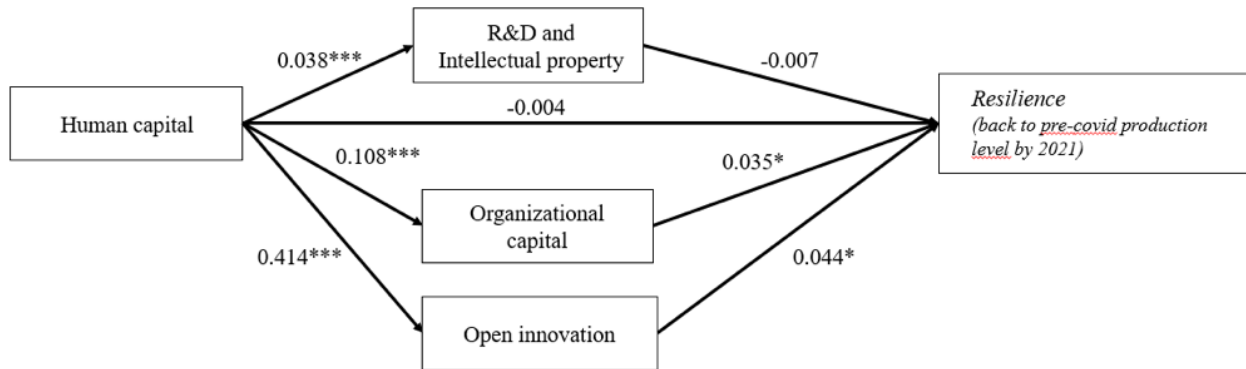 R&D and
Intellectual property
0.038***
-0.007
Human capital
-0.004
Resilience
(back to pre-covid production
level by 2021)
0.108***
0.035*
Organizational
capital
0.414***
0.044*
Open innovation